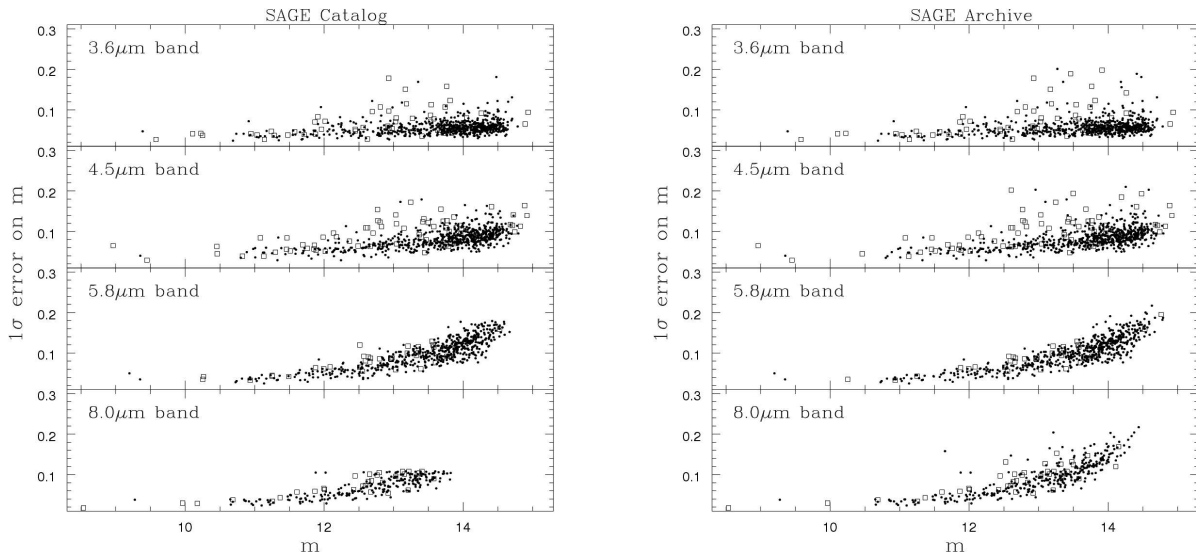 SAGE Catalog
0.3
3.6μm band
0.2
0.1
0.3
4.5μm band
0.2
0.1
0.3
5.8μm band
0.2
0.1
0.3
8.0μm band
0.2
0.1
10 12 14
m
1σ error on m
SAGE Archive
0.3
3.6μm band
0.2
0.1
0.3
4.5μm band
0.2
0.1
0.3
5.8μm band
0.2
0.1
0.3
8.0μm band
0.2
0.1
10 12 14
m
1σ error on m